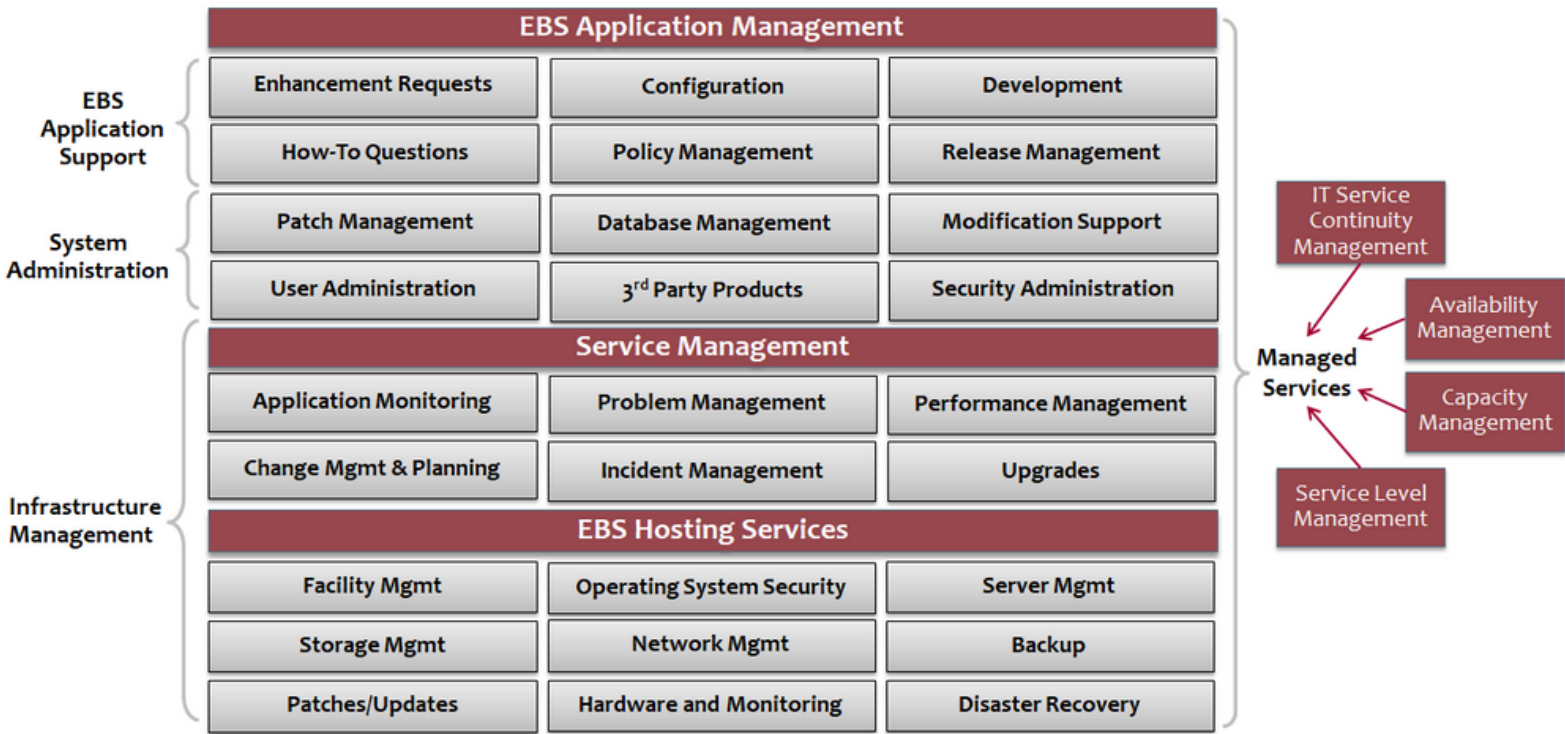 EBS Application Management
EBS
Application
Support
Enhancement Requests
Configuration
Development
How-To Questions
Policy Management
Release Management
System
Administration
Patch Management
Database Management
Modification Support
User Administration
3rd Party Products
Security Administration
Infrastructure
Management
Service Management
Application Monitoring
Problem Management
Performance Management
Change Mgmt & Planning
Incident Management
Upgrades
EBS Hosting Services
Facility Mgmt
Operating System Security
Server Mgmt
Storage Mgmt
Network Mgmt
Backup
Patches/Updates
Hardware and Monitoring
Disaster Recovery
Managed
Services
IT Service
Continuity
Management
Availability
Management
Capacity
Management
Service Level
Management